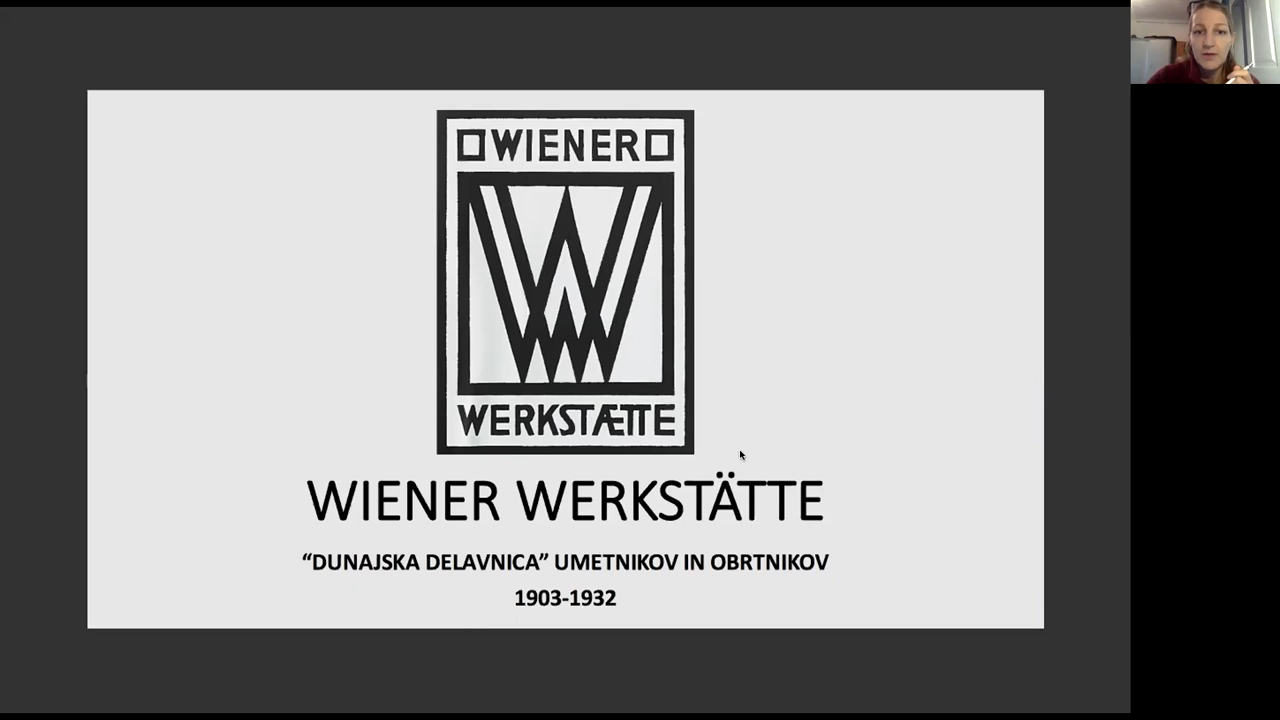 WIENER
WERKSTÆTTE
WIENER WERKSTÄTTE
“DUNAJSKA DELAVNICA” UMETNIKOV IN OBRTNIKOV
1903-1932